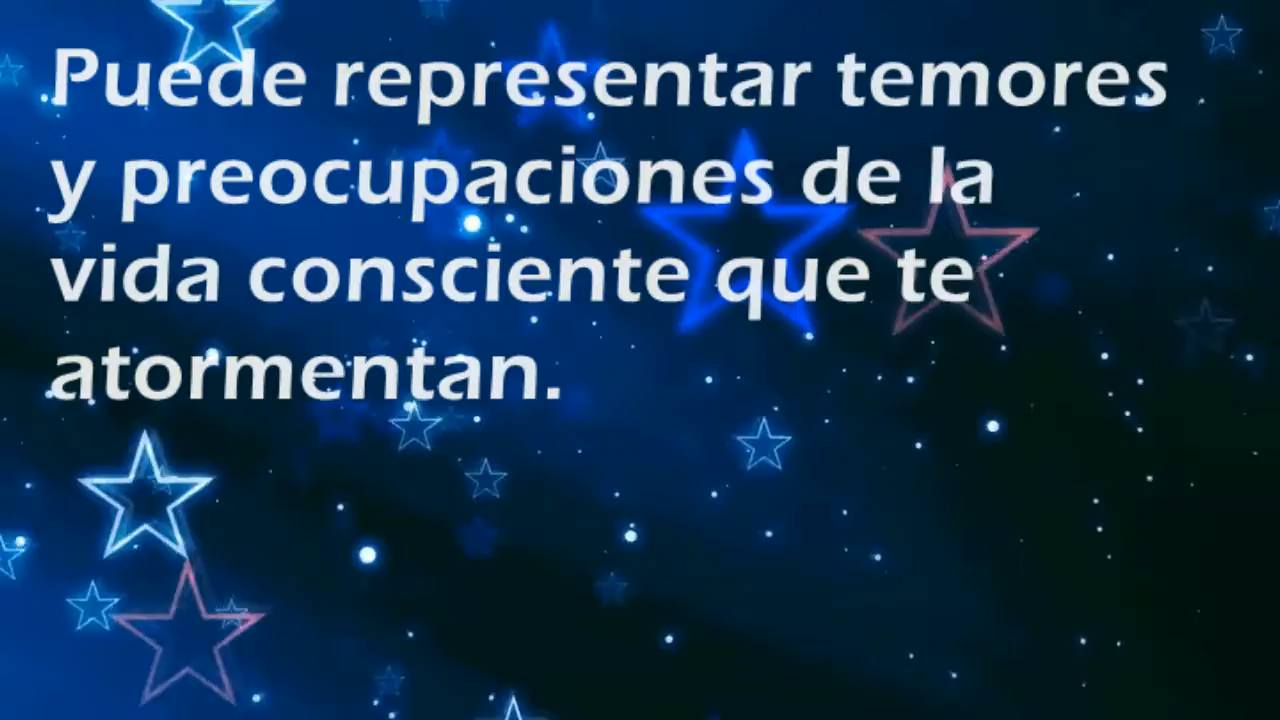 Puede representar temores
y preocupaciones de la
vida consciente que te
atormentan.